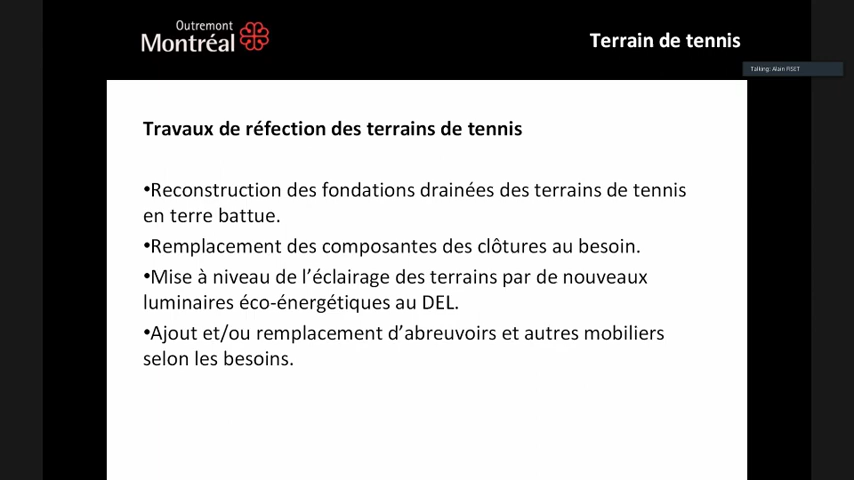 Outremont
Montréal
Terrain de tennis
Talking: Alain FISET
Travaux de réfection des terrains de tennis
•Reconstruction des fondations drainées des terrains de tennis
en terre battue.
•Remplacement des composantes des clôtures au besoin.
•Mise à niveau de l’éclairage des terrains par de nouveaux
luminaires éco-énergétiques au DEL.
•Ajout et/ou remplacement d’abreuvoirs et autres mobiliers
selon les besoins.